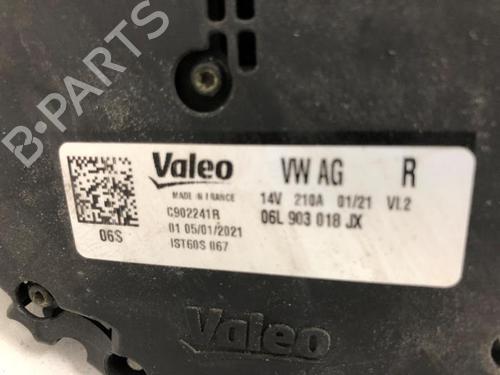 B-PARTS
Valeo
MADE IN FRANCE
VW AG R
14V 210A 01/21 V1.2
06L 903 018 JX
C902241R
01 05/01/2021
IST60S 067
06S
Valeo